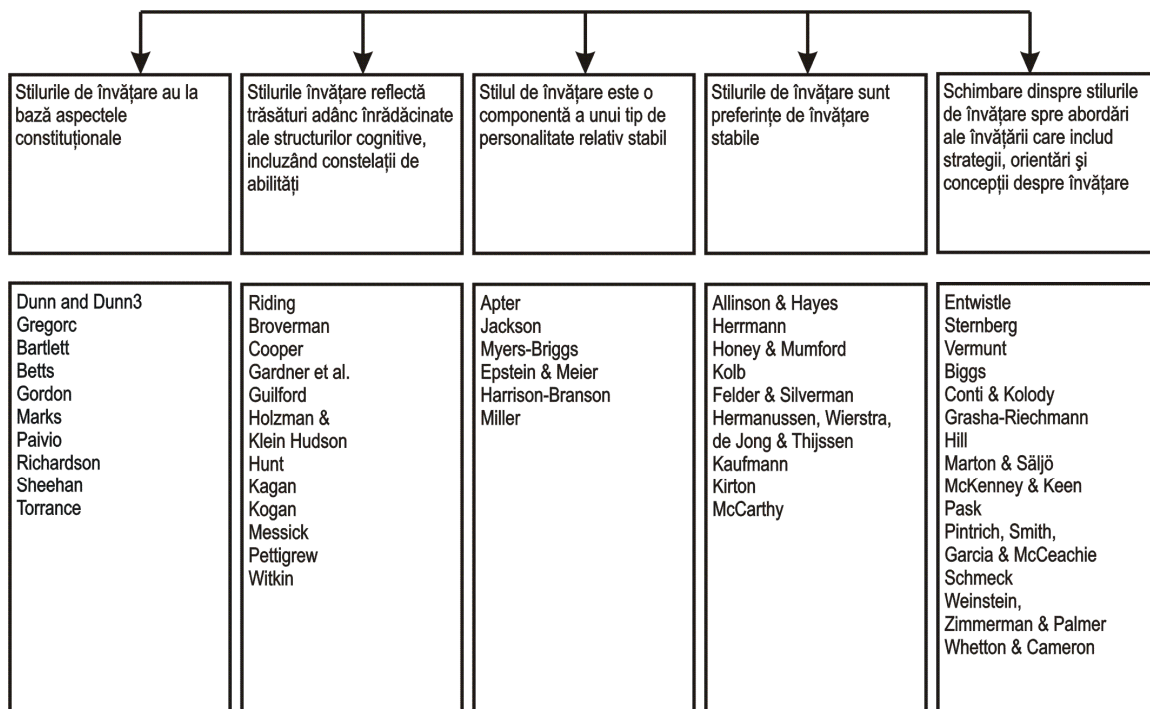 Stilurile de învățare au la
bază aspectele
constituționale
Stilurile învățare reflectă
trăsături adânc înrădăcinate
ale structurilor cognitive,
incluzând constelații de
abilități
Stilul de învățare este o
componentă a unui tip de
personalitate relativ stabil
Stilurile de învățare sunt
preferințe de învățare
stabile
Schimbare dinspre stilurile
de învățare spre abordări
ale învățării care includ
strategii, orientări şi
concepții despre învățare
Dunn and Dunn3
Gregorc
Bartlett
Betts
Gordon
Marks
Paivio
Richardson
Sheehan
Torrance
Riding
Broverman
Cooper
Gardner et al.
Guilford
Holzman &
Klein Hudson
Hunt
Kagan
Kogan
Messick
Pettigrew
Witkin
Apter
Jackson
Myers-Briggs
Epstein & Meier
Harrison-Branson
Miller
Allinson & Hayes
Herrmann
Honey & Mumford
Kolb
Felder & Silverman
Hermanussen, Wierstra,
de Jong & Thijssen
Kaufmann
Kirton
McCarthy
Entwistle
Sternberg
Vermunt
Biggs
Conti & Kolody
Grasha-Riechmann
Hill
Marton & Säljö
McKenney & Keen
Pask
Pintrich, Smith,
Garcia & McCeachie
Schmeck
Weinstein,
Zimmerman & Palmer
Whetton & Cameron